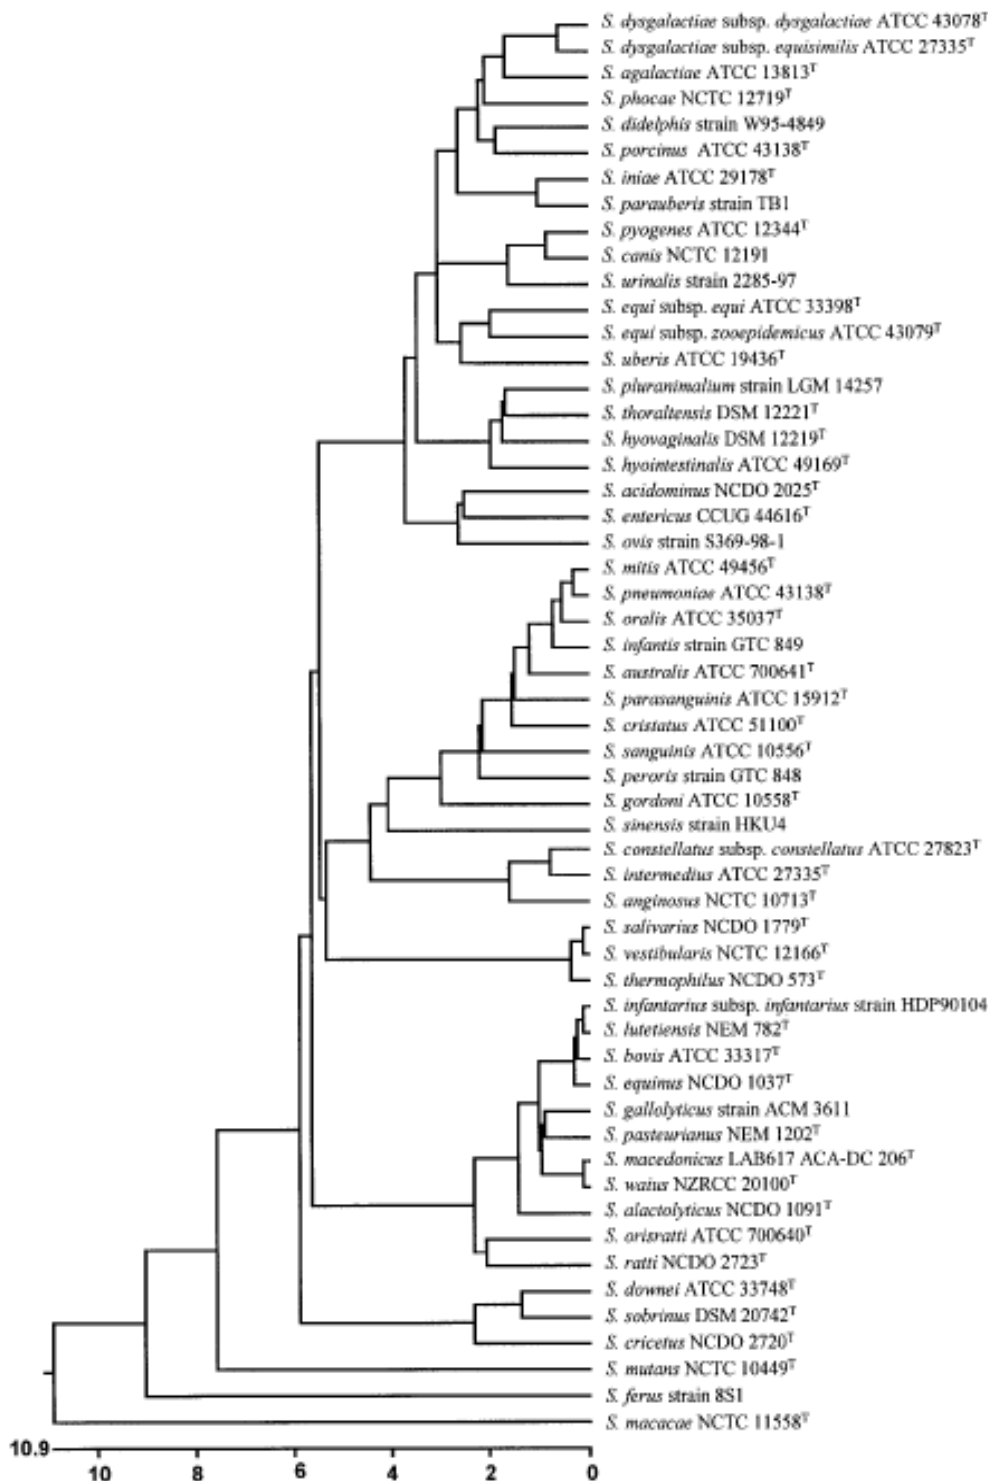 S. dysgalactiae subsp. dysgalactiae ATCC 43078ᵀ
S. dysgalactiae subsp. equisimilis ATCC 27335ᵀ
S. agalactiae ATCC 13813ᵀ
S. phocae NCTC 12719ᵀ
S. didelphis strain W95-4849
S. porcinus ATCC 43138ᵀ
S. iniae ATCC 29178ᵀ
S. parauberis strain TB1
S. pyogenes ATCC 12344ᵀ
S. canis NCTC 12191
S. urinalis strain 2285-97
S. equi subsp. equi ATCC 33398ᵀ
S. equi subsp. zooepidemicus ATCC 43079ᵀ
S. uberis ATCC 19436ᵀ
S. pluranimalium strain LGM 14257
S. thoraltensis DSM 12221ᵀ
S. hyovaginalis DSM 12219ᵀ
S. hyointestinalis ATCC 49169ᵀ
S. acidominus NCDO 2025ᵀ
S. entericus CCUG 44616ᵀ
S. ovis strain S369-98-1
S. mitis ATCC 49456ᵀ
S. pneumoniae ATCC 43138ᵀ
S. oralis ATCC 35037ᵀ
S. infantis strain GTC 849
S. australis ATCC 700641ᵀ
S. parasanguinis ATCC 15912ᵀ
S. cristatus ATCC 51100ᵀ
S. sanguinis ATCC 10556ᵀ
S. peroris strain GTC 848
S. gordoni ATCC 10558ᵀ
S. sinensis strain HKU4
S. constellatus subsp. constellatus ATCC 27823ᵀ
S. intermedius ATCC 27335ᵀ
S. anginosus NCTC 10713ᵀ
S. salivarius NCDO 1779ᵀ
S. vestibularis NCTC 12166ᵀ
S. thermophilus NCDO 573ᵀ
S. infantarius subsp. infantarius strain HDP90104
S. lutetiensis NEM 782ᵀ
S. bovis ATCC 33317ᵀ
S. equinus NCDO 1037ᵀ
S. gallolyticus strain ACM 3611
S. pasteurianus NEM 1202ᵀ
S. macedonicus LAB617 ACA-DC 206ᵀ
S. waius NZRCC 20100ᵀ
S. alactolyticus NCDO 1091ᵀ
S. orisratti ATCC 700640ᵀ
S. ratti NCDO 2723ᵀ
S. downei ATCC 33748ᵀ
S. sobrinus DSM 20742ᵀ
S. cricetus NCDO 2720ᵀ
S. mutans NCTC 10449ᵀ
S. ferus strain 8S1
S. macacae NCTC 11558ᵀ
10.9
10 8 6 4 2 0